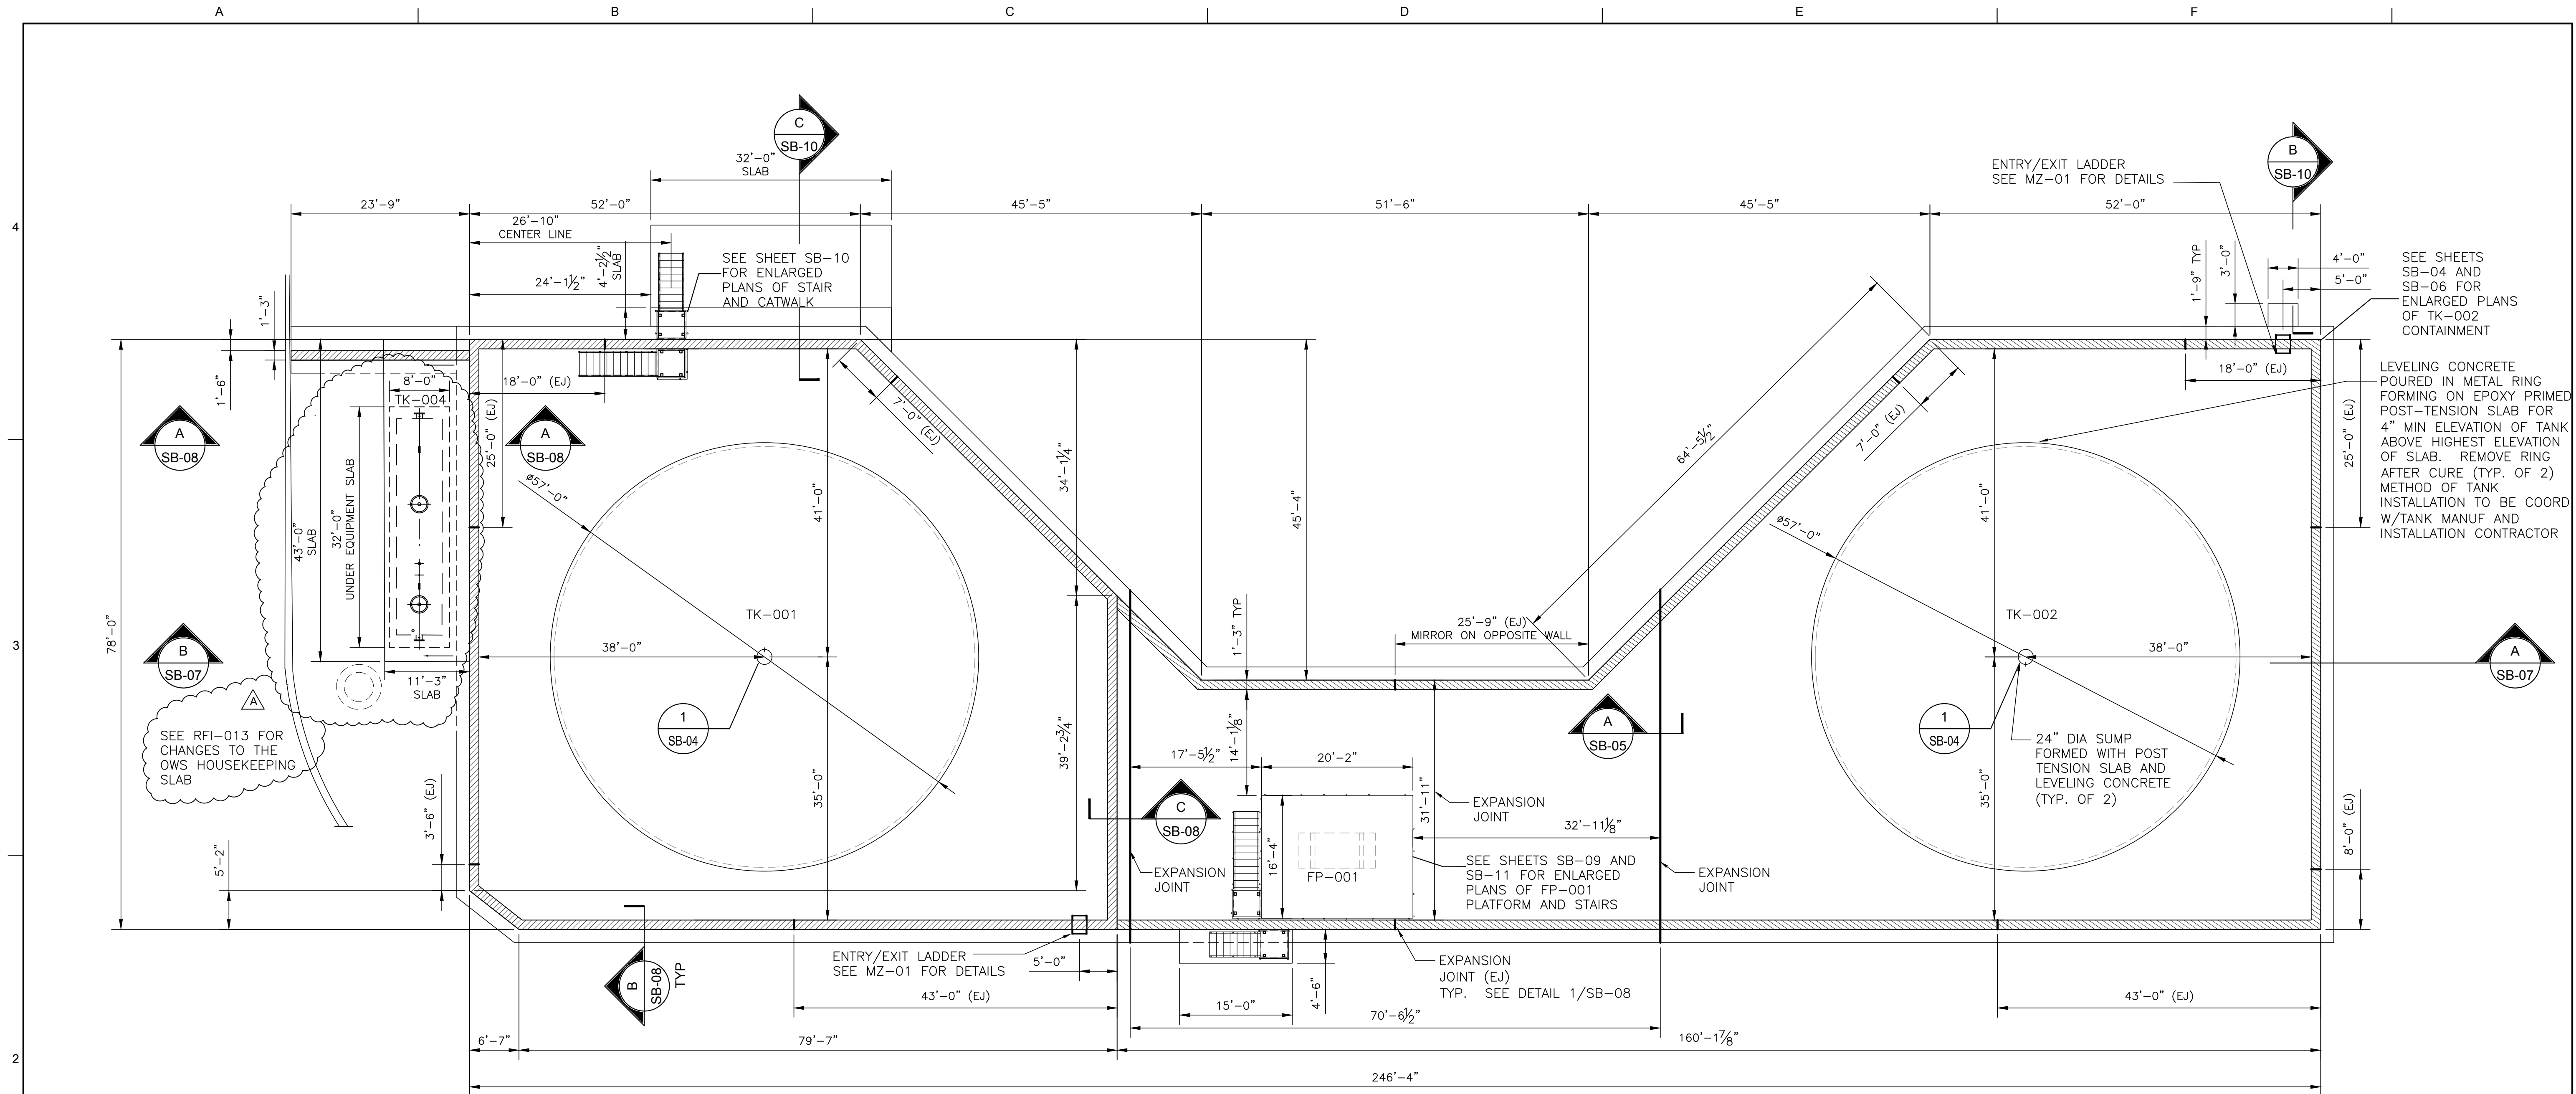 A
B
C
D
E
F
4
3
2
C
SB-10
B
SB-10
32'-0"
SLAB
ENTRY/EXIT LADDER
SEE MZ-01 FOR DETAILS
23'-9"
52'-0"
45'-5"
51'-6"
45'-5"
52'-0"
26'-10"
CENTER LINE
4'-2½"
SLAB
24'-1½"
SEE SHEET SB-10
FOR ENLARGED
PLANS OF STAIR
AND CATWALK
1'-9" TYP
3'-0"
4'-0"
5'-0"
SEE SHEETS
SB-04 AND
SB-06 FOR
ENLARGED PLANS
OF TK-002
CONTAINMENT
1'-3"
1'-6"
8'-0"
TK-004
18'-0" (EJ)
25'-0" (EJ)
7'-0" (EJ)
A
SB-08
A
SB-08
43'-0"
SLAB
32'-0"
UNDER EQUIPMENT SLAB
ø57'-0"
41'-0"
34'-1¼"
45'-4"
64'-5½"
7'-0" (EJ)
18'-0" (EJ)
25'-0" (EJ)
LEVELING CONCRETE
POURED IN METAL RING
FORMING ON EPOXY PRIMED
POST-TENSION SLAB FOR
4" MIN ELEVATION OF TANK
ABOVE HIGHEST ELEVATION
OF SLAB. REMOVE RING
AFTER CURE (TYP. OF 2)
METHOD OF TANK
INSTALLATION TO BE COORD
W/TANK MANUF AND
INSTALLATION CONTRACTOR
78'-0"
B
SB-07
11'-3"
SLAB
38'-0"
TK-001
1'-3" TYP
25'-9" (EJ)
MIRROR ON OPPOSITE WALL
ø57'-0"
41'-0"
TK-002
38'-0"
A
SB-07
A
SEE RFI-013 FOR
CHANGES TO THE
OWS HOUSEKEEPING
SLAB
1
SB-04
39'-2¾"
35'-0"
14'-1⅛"
17'-5½"
20'-2"
A
SB-05
1
SB-04
24" DIA SUMP
FORMED WITH POST
TENSION SLAB AND
LEVELING CONCRETE
(TYP. OF 2)
35'-0"
3'-6" (EJ)
5'-2"
C
SB-08
EXPANSION
JOINT
16'-4"
FP-001
31'-11"
EXPANSION
JOINT
32'-11⅛"
SEE SHEETS SB-09 AND
SB-11 FOR ENLARGED
PLANS OF FP-001
PLATFORM AND STAIRS
EXPANSION
JOINT
8'-0" (EJ)
B
SB-08
TYP
ENTRY/EXIT LADDER
SEE MZ-01 FOR DETAILS
5'-0"
43'-0" (EJ)
15'-0"
4'-6"
EXPANSION
JOINT (EJ)
TYP. SEE DETAIL 1/SB-08
70'-6½"
43'-0" (EJ)
6'-7"
79'-7"
160'-1⅞"
246'-4"